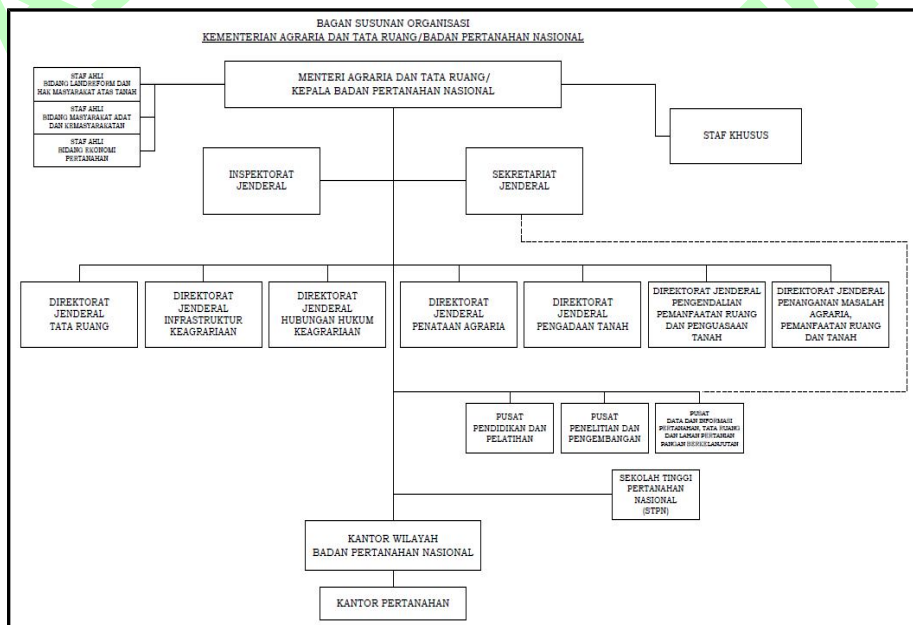 BAGAN SUSUNAN ORGANISASI
KEMENTERIAN AGRARIA DAN TATA RUANG/BADAN PERTANAHAN NASIONAL
STAF AHLI
BIDANG LANDREFORM DAN
HAK MASYARAKAT ATAS TANAH
STAF AHLI
BIDANG MASYARAKAT ADAT
DAN KEMASYARAKATAN
STAF AHLI
BIDANG EKONOMI
PERTANAHAN
MENTERI AGRARIA DAN TATA RUANG/
KEPALA BADAN PERTANAHAN NASIONAL
STAF KHUSUS
INSPEKTORAT
JENDERAL
SEKRETARIAT
JENDERAL
DIREKTORAT
JENDERAL
TATA RUANG
DIREKTORAT
JENDERAL
INFRASTRUKTUR
KEAGRARIAAN
DIREKTORAT
JENDERAL
HUBUNGAN HUKUM
KEAGRARIAAN
DIREKTORAT
JENDERAL
PENATAAN AGRARIA
DIREKTORAT
JENDERAL
PENGADAAN TANAH
DIREKTORAT JENDERAL
PENGENDALIAN
PEMANFAATAN RUANG
DAN PENGUASAAN
TANAH
DIREKTORAT JENDERAL
PENANGANAN MASALAH
AGRARIA,
PEMANFAATAN RUANG
DAN TANAH
PUSAT
PENDIDIKAN DAN
PELATIHAN
PUSAT
PENELITIAN DAN
PENGEMBANGAN
PUSAT
DATA DAN INFORMASI
PERTANAHAN, TATA RUANG
DAN LAHAN PERTANIAN
PANGAN BERKELANJUTAN
SEKOLAH TINGGI
PERTANAHAN
NASIONAL
(STPN)
KANTOR WILAYAH
BADAN PERTANAHAN NASIONAL
KANTOR PERTANAHAN